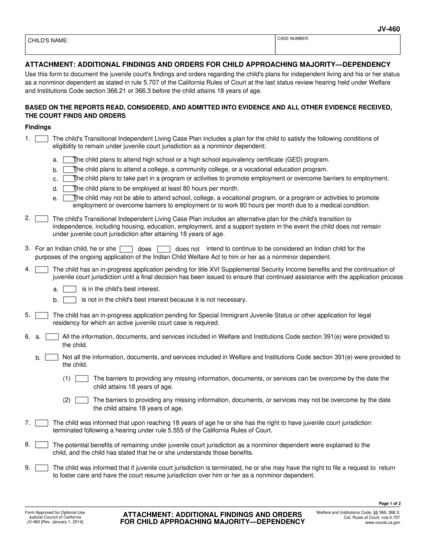 JV-460
CHILD'S NAME:
CASE NUMBER:
ATTACHMENT: ADDITIONAL FINDINGS AND ORDERS FOR CHILD APPROACHING MAJORITY—DEPENDENCY
Use this form to document the juvenile court's findings and orders regarding the child's plans for independent living and his or her status
as a nonminor dependent as stated in rule 5.707 of the California Rules of Court at the last status review hearing held under Welfare
and Institutions Code section 366.21 or 366.3 before the child attains 18 years of age.
BASED ON THE REPORTS READ, CONSIDERED, AND ADMITTED INTO EVIDENCE AND ALL OTHER EVIDENCE RECEIVED,
THE COURT FINDS AND ORDERS
Findings
1. The child's Transitional Independent Living Case Plan includes a plan for the child to satisfy the following conditions of
eligibility to remain under juvenile court jurisdiction as a nonminor dependent:
a. The child plans to attend high school or a high school equivalency certificate (GED) program.
b. The child plans to attend a college, a community college, or a vocational education program.
c. The child plans to take part in a program or activities to promote employment or overcome barriers to employment.
d. The child plans to be employed at least 80 hours per month.
e. The child may not be able to attend school, college, a vocational program, or a program or activities to promote
employment or overcome barriers to employment or to work 80 hours per month due to a medical condition.
2. The child's Transitional Independent Living Case Plan includes an alternative plan for the child's transition to
independence, including housing, education, employment, and a support system in the event the child does not remain
under juvenile court jurisdiction after attaining 18 years of age.
3. For an Indian child, he or she does does not intend to continue to be considered an Indian child for the
purposes of the ongoing application of the Indian Child Welfare Act to him or her as a nonminor dependent.
4. The child has an in-progress application pending for title XVI Supplemental Security Income benefits and the continuation of
juvenile court jurisdiction until a final decision has been issued to ensure that continued assistance with the application process
a. is in the child's best interest.
b. is not in the child's best interest because it is not necessary.
5. The child has an in-progress application pending for Special Immigrant Juvenile Status or other application for legal
residency for which an active juvenile court case is required.
6. a. All the information, documents, and services included in Welfare and Institutions Code section 391(e) were provided to
the child.
b. Not all the information, documents, and services included in Welfare and Institutions Code section 391(e) were provided to
the child.
(1) The barriers to providing any missing information, documents, or services can be overcome by the date the
child attains 18 years of age.
(2) The barriers to providing any missing information, documents, or services may not be overcome by the date
the child attains 18 years of age.
7. The child was informed that upon reaching 18 years of age he or she has the right to have juvenile court jurisdiction
terminated following a hearing under rule 5.555 of the California Rules of Court.
8. The potential benefits of remaining under juvenile court jurisdiction as a nonminor dependent were explained to the
child, and the child has stated that he or she understands those benefits.
9. The child was informed that if juvenile court jurisdiction is terminated, he or she may have the right to file a request to return
to foster care and have the court resume jurisdiction over him or her as a nonminor dependent.
Page 1 of 2
Form Approved for Optional Use
Judicial Council of California
JV-460 [Rev. January 1, 2014]
ATTACHMENT: ADDITIONAL FINDINGS AND ORDERS
FOR CHILD APPROACHING MAJORITY—DEPENDENCY
Welfare and Institutions Code, §§ 366, 366.3;
Cal. Rules of Court, rule 5.707
www.courts.ca.gov